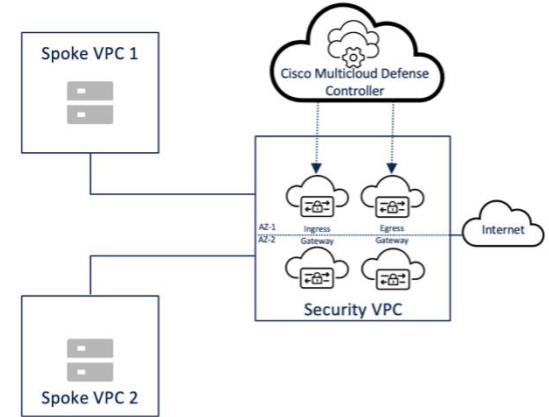 Spoke VPC 1
Cisco Multicloud Defense
Controller
AZ-1
AZ-2
Ingress
Gateway
Egress
Gateway
Internet
Security VPC
Spoke VPC 2